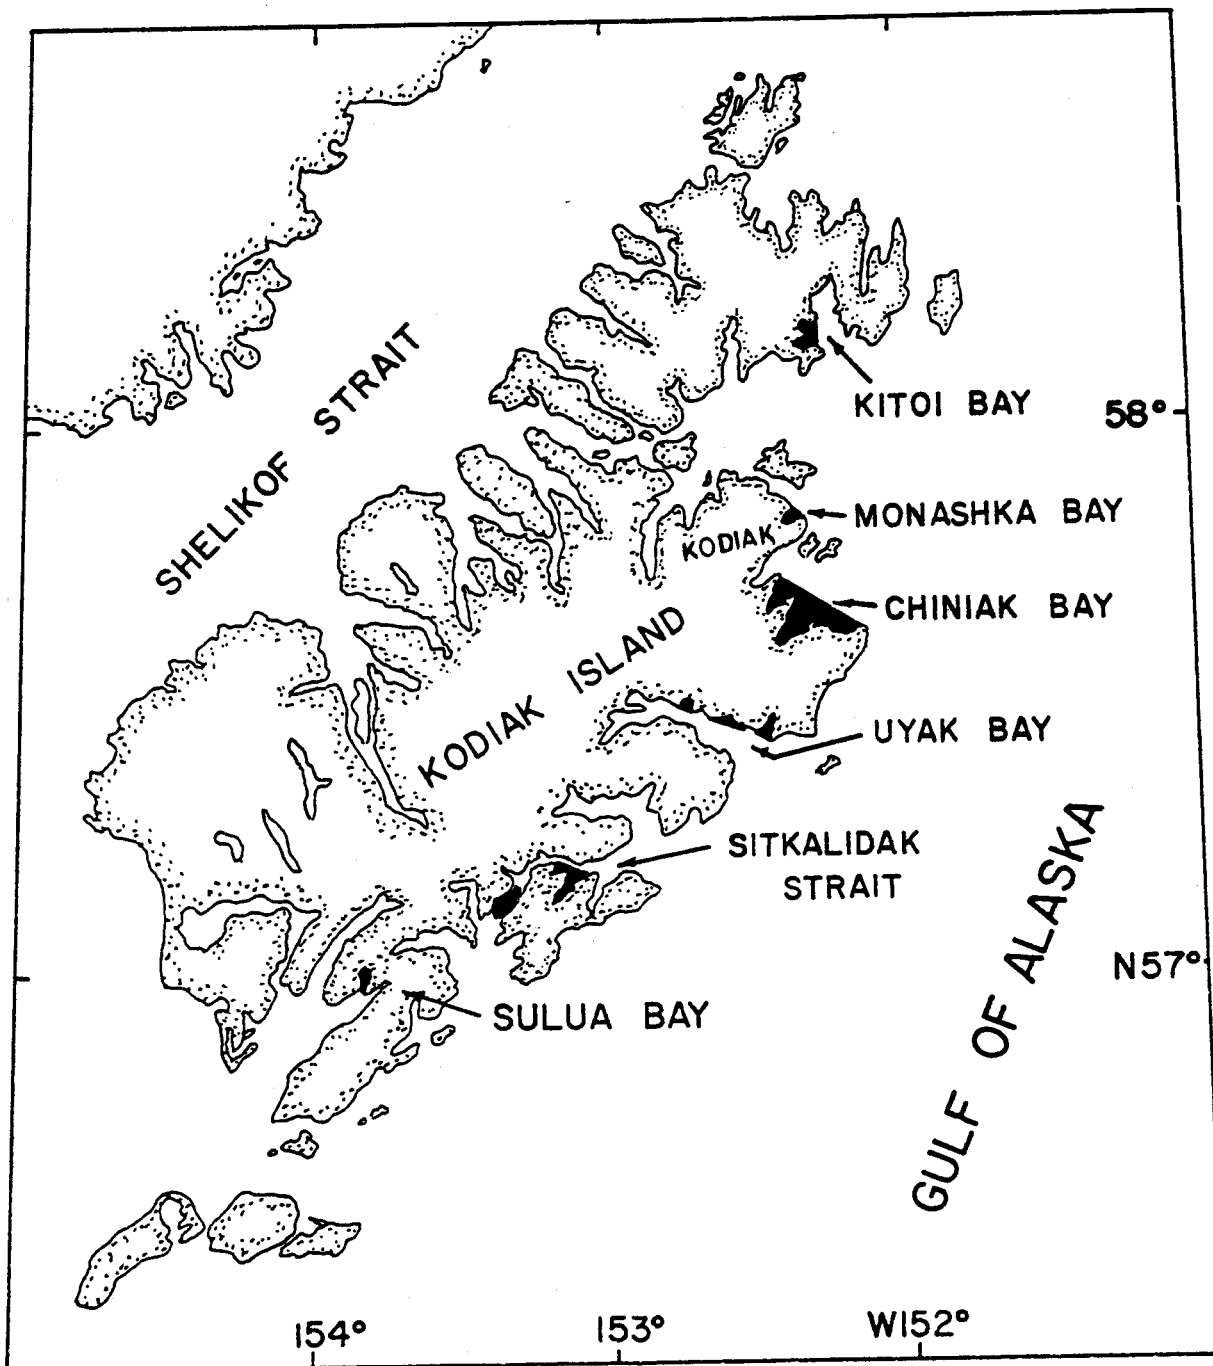 SHELIKOF STRAIT
KITOI BAY
58°
MONASHKA BAY
KODIAK
CHINIAK BAY
KODIAK ISLAND
UYAK BAY
SITKALIDAK
STRAIT
GULF OF ALASKA
N57°
SULUA BAY
154°
153°
W152°